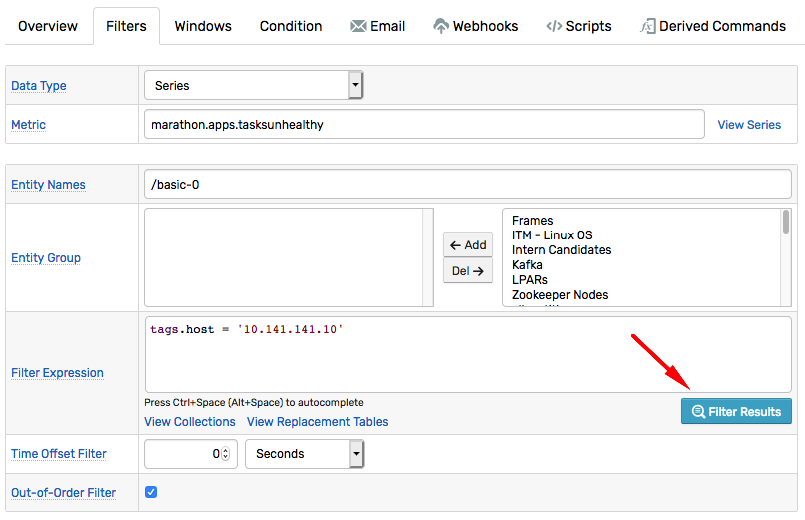 Overview Filters Windows Condition Email Webhooks Scripts Derived Commands
Data Type Series
Metric marathon.apps.tasksunhealthy View Series
Entity Names /basic-0
Frames
ITM - Linux OS
Intern Candidates
Kafka
LPARs
Zookeeper Nodes
Entity Group
← Add
Del →
tags.host = '10.141.141.10'
Filter Expression
Press Ctrl+Space (Alt+Space) to autocomplete
View Collections View Replacement Tables
Filter Results
Time Offset Filter 0 Seconds
Out-of-Order Filter